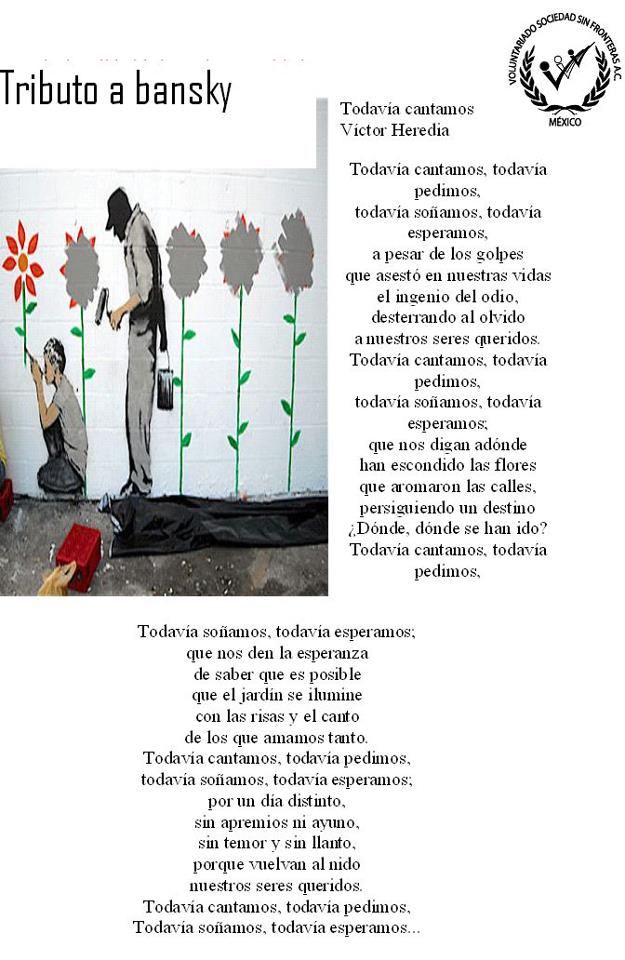 VOLUNTARIADO SOCIEDAD SIN FRONTERAS A.C.
MÉXICO
Tributo a bansky
Todavía cantamos
Víctor Heredia
Todavía cantamos, todavía
pedimos,
todavía soñamos, todavía
esperamos,
a pesar de los golpes
que asestó en nuestras vidas
el ingenio del odio,
desterrando al olvido
a nuestros seres queridos.
Todavía cantamos, todavía
pedimos,
todavía soñamos, todavía
esperamos;
que nos digan adónde
han escondido las flores
que aromaron las calles,
persiguiendo un destino
¿Dónde, dónde se han ido?
Todavía cantamos, todavía
pedimos,
Todavía soñamos, todavía esperamos;
que nos den la esperanza
de saber que es posible
que el jardín se ilumine
con las risas y el canto
de los que amamos tanto.
Todavía cantamos, todavía pedimos,
todavía soñamos, todavía esperamos;
por un día distinto,
sin apremios ni ayuno,
sin temor y sin llanto,
porque vuelvan al nido
nuestros seres queridos.
Todavía cantamos, todavía pedimos,
Todavía soñamos, todavía esperamos...